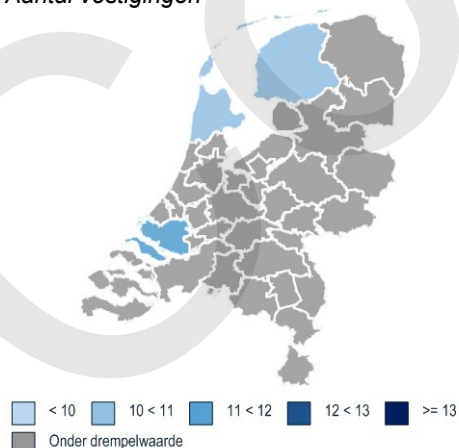 Aantal vestigingen
< 10 10 < 11 11 < 12 12 < 13 >= 13
Onder drempelwaarde